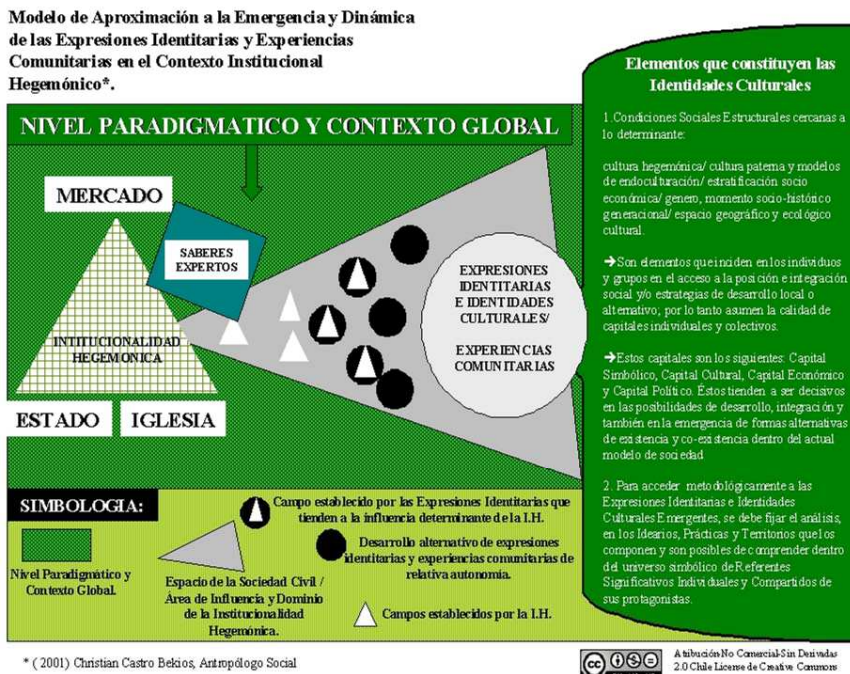 Modelo de Aproximación a la Emergencia y Dinámica
de las Expresiones Identitarias y Experiencias
Comunitarias en el Contexto Institucional
Hegemónico*.
NIVEL PARADIGMATICO Y CONTEXTO GLOBAL
MERCADO
SABERES
EXPERTOS
INTITUCIONALIDAD
HEGEMONICA
ESTADO
IGLESIA
EXPRESIONES
IDENTITARIAS
E IDENTIDADES
CULTURALES/
EXPERIENCIAS
COMUNITARIAS
SIMBOLOGIA:
Nivel Paradigmático y
Contexto Global.
Espacio de la Sociedad Civil /
Área de Influencia y Dominio
de la Institucionalidad
Hegemónica.
Campo establecido por las Expresiones Identitarias que
tienden a la influencia determinante de la I.H.
Desarrollo alternativo de expresiones
identitarias y experiencias comunitarias de
relativa autonomía.
Campos establecidos por la I.H.
Elementos que constituyen las
Identidades Culturales
1.Condiciones Sociales Estructurales cercanas a
lo determinante:
cultura hegemónica/ cultura paterna y modelos
de endoculturación/ estratificación socio
económica/ genero, momento socio-histórico
generacional/ espacio geográfico y ecológico
cultural.
➔Son elementos que inciden en los individuos
y grupos en el acceso a la posición e integración
social y/o estrategias de desarrollo local o
alternativo; por lo tanto asumen la calidad de
capitales individuales y colectivos.
➔Estos capitales son los siguientes: Capital
Simbólico, Capital Cultural, Capital Económico
y Capital Político. Éstos tienden a ser decisivos
en las posibilidades de desarrollo, integración y
también en la emergencia de formas alternativas
de existencia y co-existencia dentro del actual
modelo de sociedad
2. Para acceder metodológicamente a las
Expresiones Identitarias e Identidades
Culturales Emergentes, se debe fijar el análisis,
en los Idearios, Prácticas y Territorios que los
componen y son posibles de comprender dentro
del universo simbólico de Referentes
Significativos Individuales y Compartidos de
sus protagonistas.
* ( 2001) Christian Castro Bekios, Antropólogo Social
cc
Atribución-No Comercial-Sin Derivadas
2.0 Chile License de Creative Commons